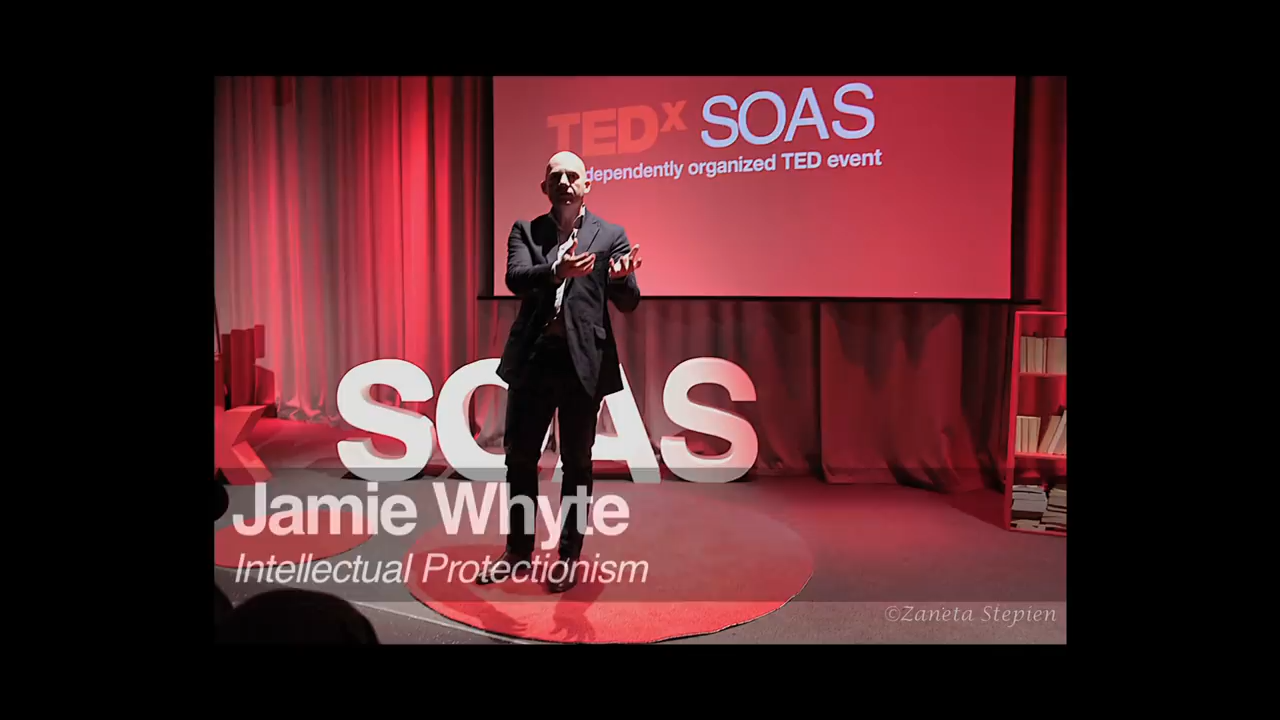 TEDx SOAS
dependently organized TED event
SOAS
Jamie Whyte
Intellectual Protectionism
©Zaneta Stepien